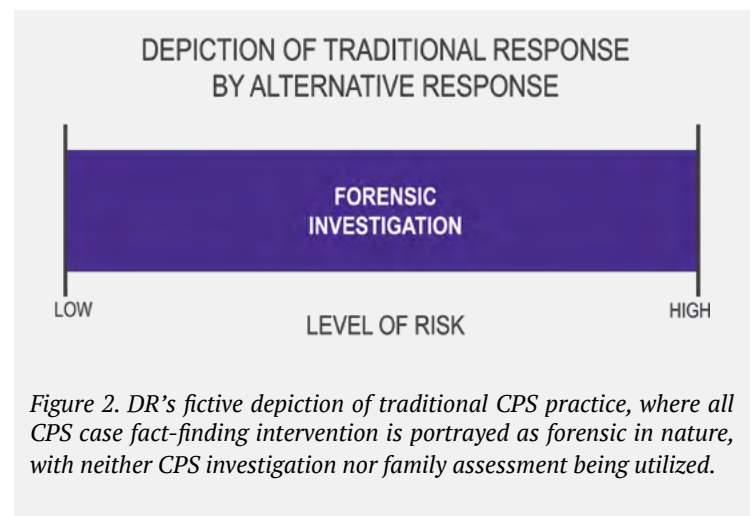 DEPICTION OF TRADITIONAL RESPONSE
BY ALTERNATIVE RESPONSE
FORENSIC
INVESTIGATION
LOW
HIGH
LEVEL OF RISK
Figure 2. DR’s fictive depiction of traditional CPS practice, where all
CPS case fact-finding intervention is portrayed as forensic in nature,
with neither CPS investigation nor family assessment being utilized.